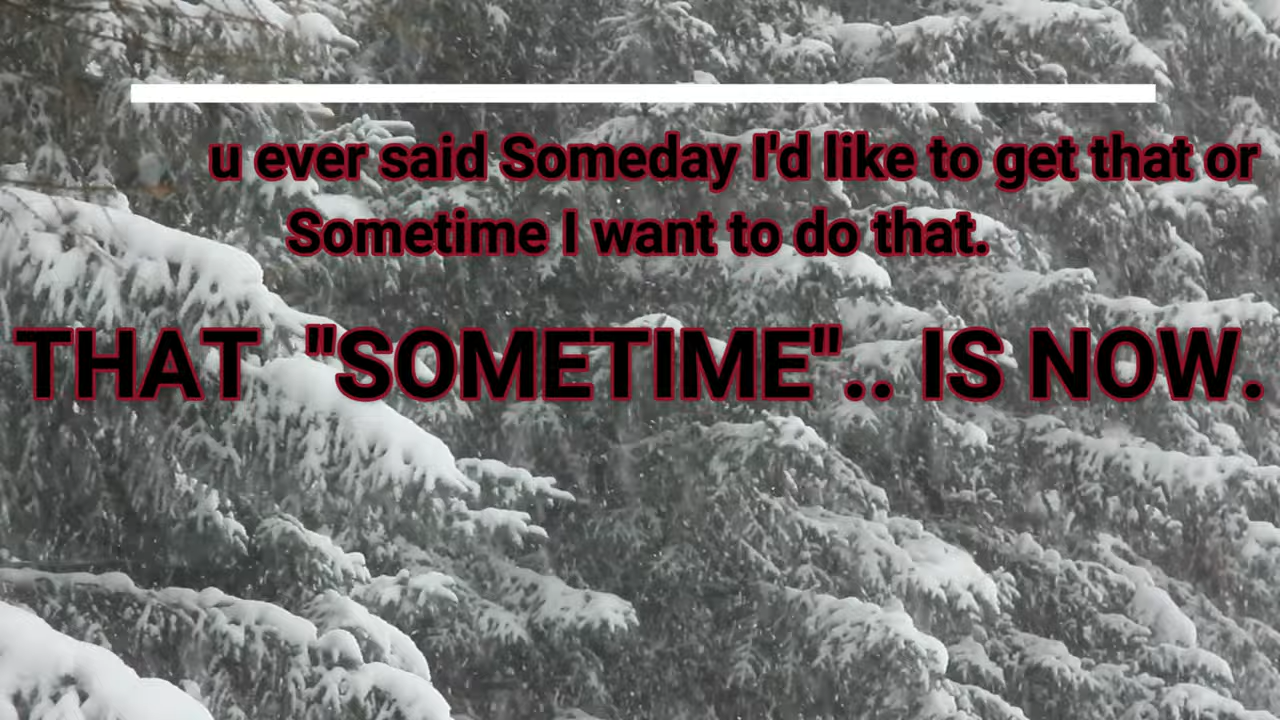 u ever said Someday I'd like to get that or
Sometime I want to do that.
THAT "SOMETIME".. IS NOW.